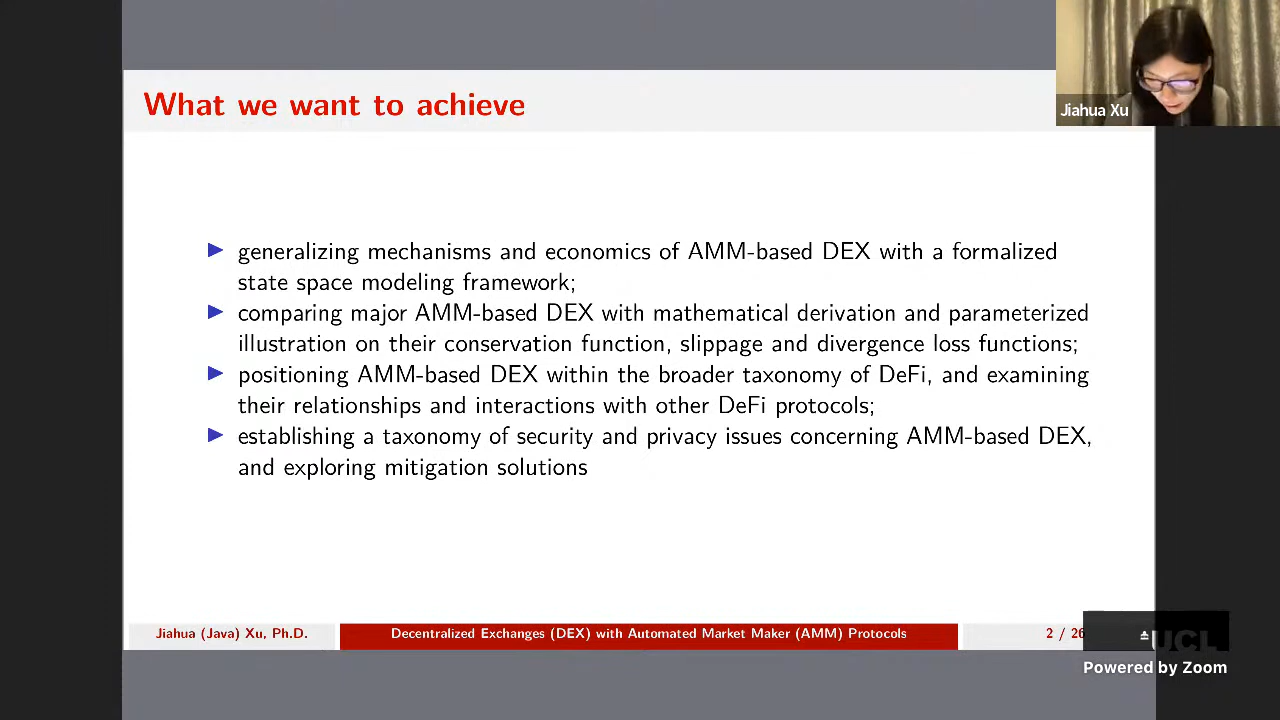 What we want to achieve
Jiahua Xu
▶ generalizing mechanisms and economics of AMM-based DEX with a formalized
state space modeling framework;
▶ comparing major AMM-based DEX with mathematical derivation and parameterized
illustration on their conservation function, slippage and divergence loss functions;
▶ positioning AMM-based DEX within the broader taxonomy of DeFi, and examining
their relationships and interactions with other DeFi protocols;
▶ establishing a taxonomy of security and privacy issues concerning AMM-based DEX,
and exploring mitigation solutions
Jiahua (Java) Xu, Ph.D.
Decentralized Exchanges (DEX) with Automated Market Maker (AMM) Protocols
2 / 26
UCL
Powered by Zoom